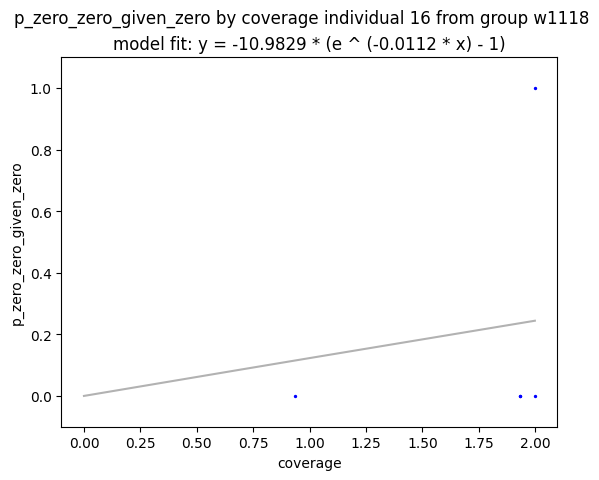 p_zero_zero_given_zero by coverage individual 16 from group w1118
model fit: y = -10.9829 * (e ^ (-0.0112 * x) - 1)
1.0
0.8
0.6
0.4
0.2
0.0
p_zero_zero_given_zero
0.00 0.25 0.50 0.75 1.00 1.25 1.50 1.75 2.00
coverage